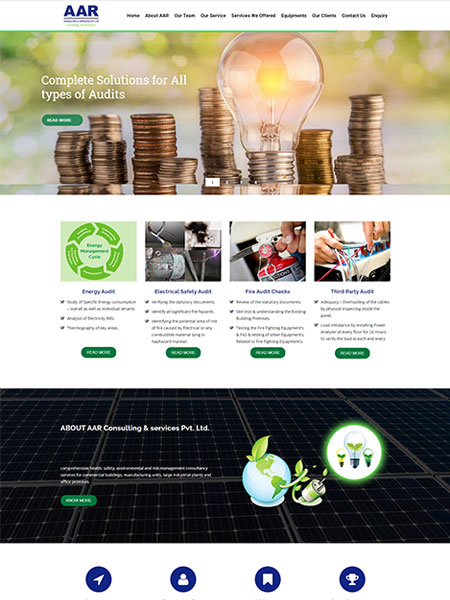 AAR
Home About AAR Our Team Our Service Services We Offered Equipments Our Clients Contact Us Enquiry
Complete Solutions for All
types of Audits
READ MORE
Energy
Management
Cycle
Energy Audit
Study of Specific Energy consumption
– overall as well as individual tenants
Analysis of Electricity Bills.
Thermography of key areas.
READ MORE
Electrical Safety Audit
Verifying the statutory documents.
Identify all significant fire hazards.
Identifying the potential area of risk
of fire caused by electrical or any
combustible material lying in
haphazard manner.
READ MORE
Fire Audit Checks
Review of the statutory documents.
Site Visit & understanding the Existing
Building Premises.
Testing the Fire Fighting Equipment's
& FAS & testing of other Equipment's
Related to Fire Fighting Equipment's
READ MORE
Third Party Audit
Adequacy / Overloading of the cables
by physical inspecting inside the
panel.
Load imbalance by installing Power
Analyzer at every floor for 24 Hours
to verify the load at each and every
READ MORE
ABOUT AAR Consulting & services Pvt. Ltd.
comprehensive health, safety, environmental and risk management consultancy
services for commercial buildings, manufacturing units, large industrial plants and
office premises.
KNOW MORE